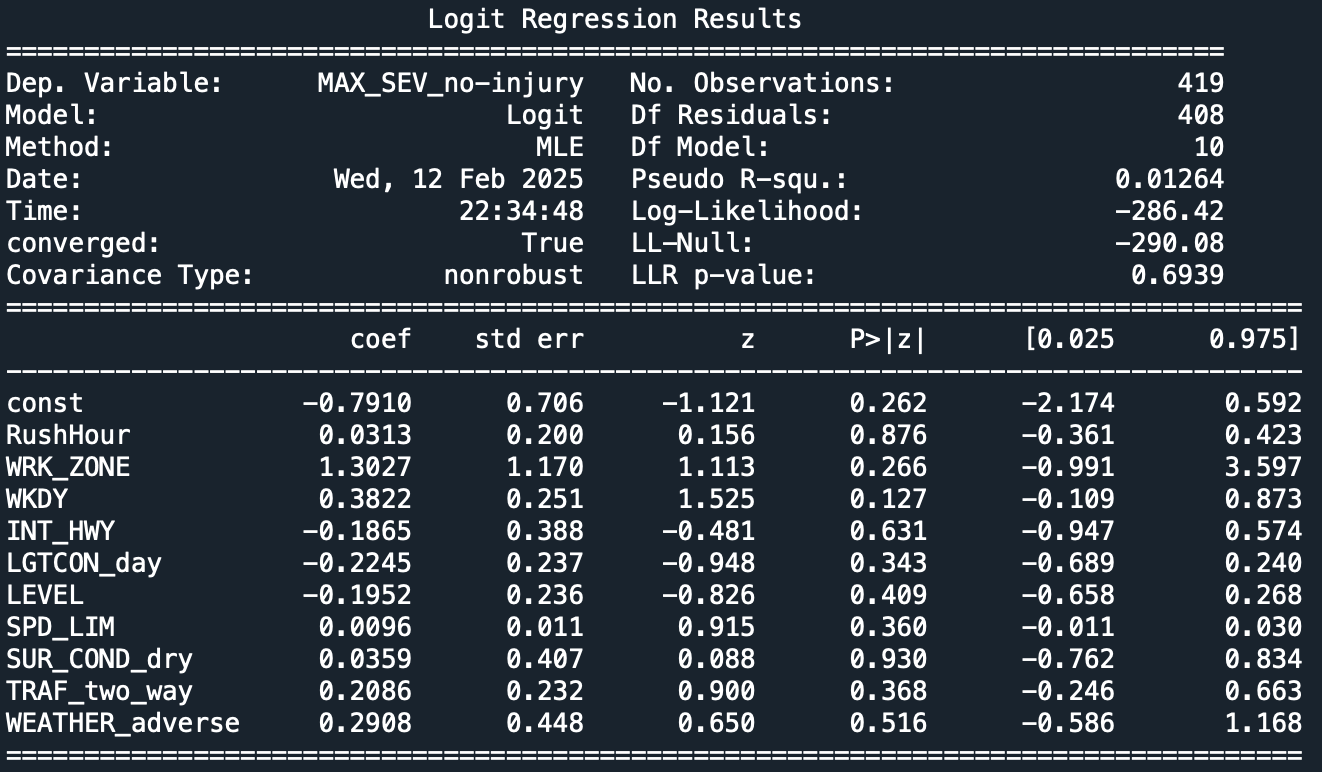 Logit Regression Results
==============================================================================
Dep. Variable: MAX_SEV_no-injury No. Observations: 419
Model: Logit Df Residuals: 408
Method: MLE Df Model: 10
Date: Wed, 12 Feb 2025 Pseudo R-squ.: 0.01264
Time: 22:34:48 Log-Likelihood: -286.42
converged: True LL-Null: -290.08
Covariance Type: nonrobust LLR p-value: 0.6939
===================================================================================
coef std err z P>|z| [0.025 0.975]
-----------------------------------------------------------------------------------
const -0.7910 0.706 -1.121 0.262 -2.174 0.592
RushHour 0.0313 0.200 0.156 0.876 -0.361 0.423
WRK_ZONE 1.3027 1.170 1.113 0.266 -0.991 3.597
WKDY 0.3822 0.251 1.525 0.127 -0.109 0.873
INT_HWY -0.1865 0.388 -0.481 0.631 -0.947 0.574
LGTCON_day -0.2245 0.237 -0.948 0.343 -0.689 0.240
LEVEL -0.1952 0.236 -0.826 0.409 -0.658 0.268
SPD_LIM 0.0096 0.011 0.915 0.360 -0.011 0.030
SUR_COND_dry 0.0359 0.407 0.088 0.930 -0.762 0.834
TRAF_two_way 0.2086 0.232 0.900 0.368 -0.246 0.663
WEATHER_adverse 0.2908 0.448 0.650 0.516 -0.586 1.168
===================================================================================